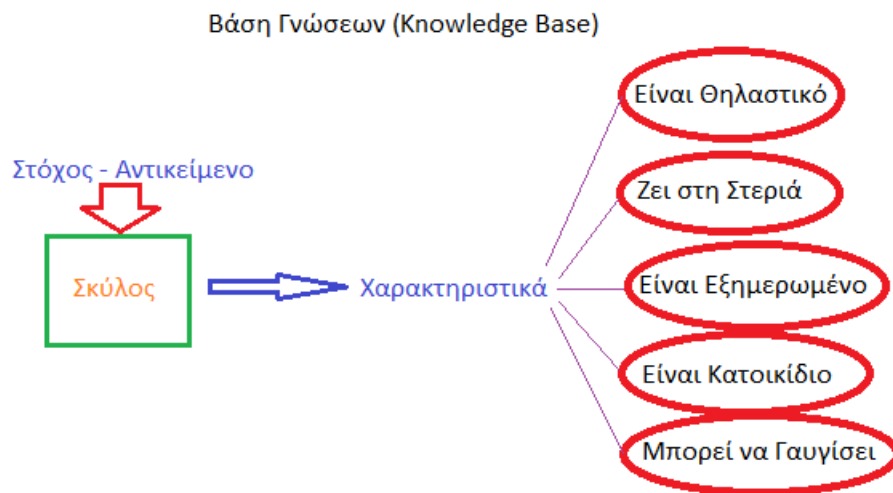 Βάση Γνώσεων (Knowledge Base)
Στόχος - Αντικείμενο
Σκύλος
Χαρακτηριστικά
Είναι Θηλαστικό
Ζει στη Στεριά
Είναι Εξημερωμένο
Είναι Κατοικίδιο
Μπορεί να Γαυγίσει